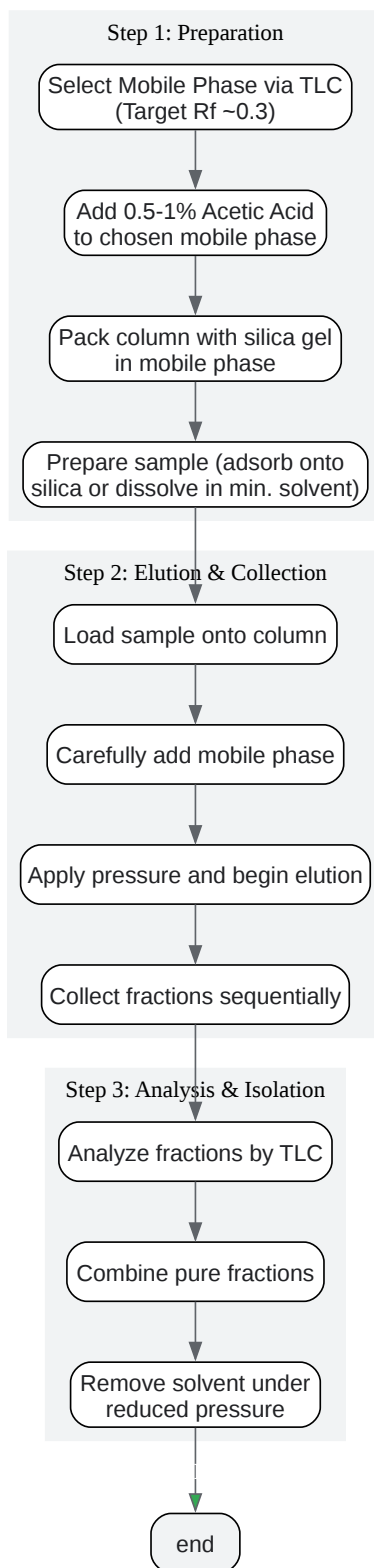 Step 1: Preparation
Select Mobile Phase via TLC
(Target Rf ~0.3)
Add 0.5-1% Acetic Acid
to chosen mobile phase
Pack column with silica gel
in mobile phase
Prepare sample (adsorb onto
silica or dissolve in min. solvent)
Step 2: Elution & Collection
Load sample onto column
Carefully add mobile phase
Apply pressure and begin elution
Collect fractions sequentially
Step 3: Analysis & Isolation
Analyze fractions by TLC
Combine pure fractions
Remove solvent under
reduced pressure
end